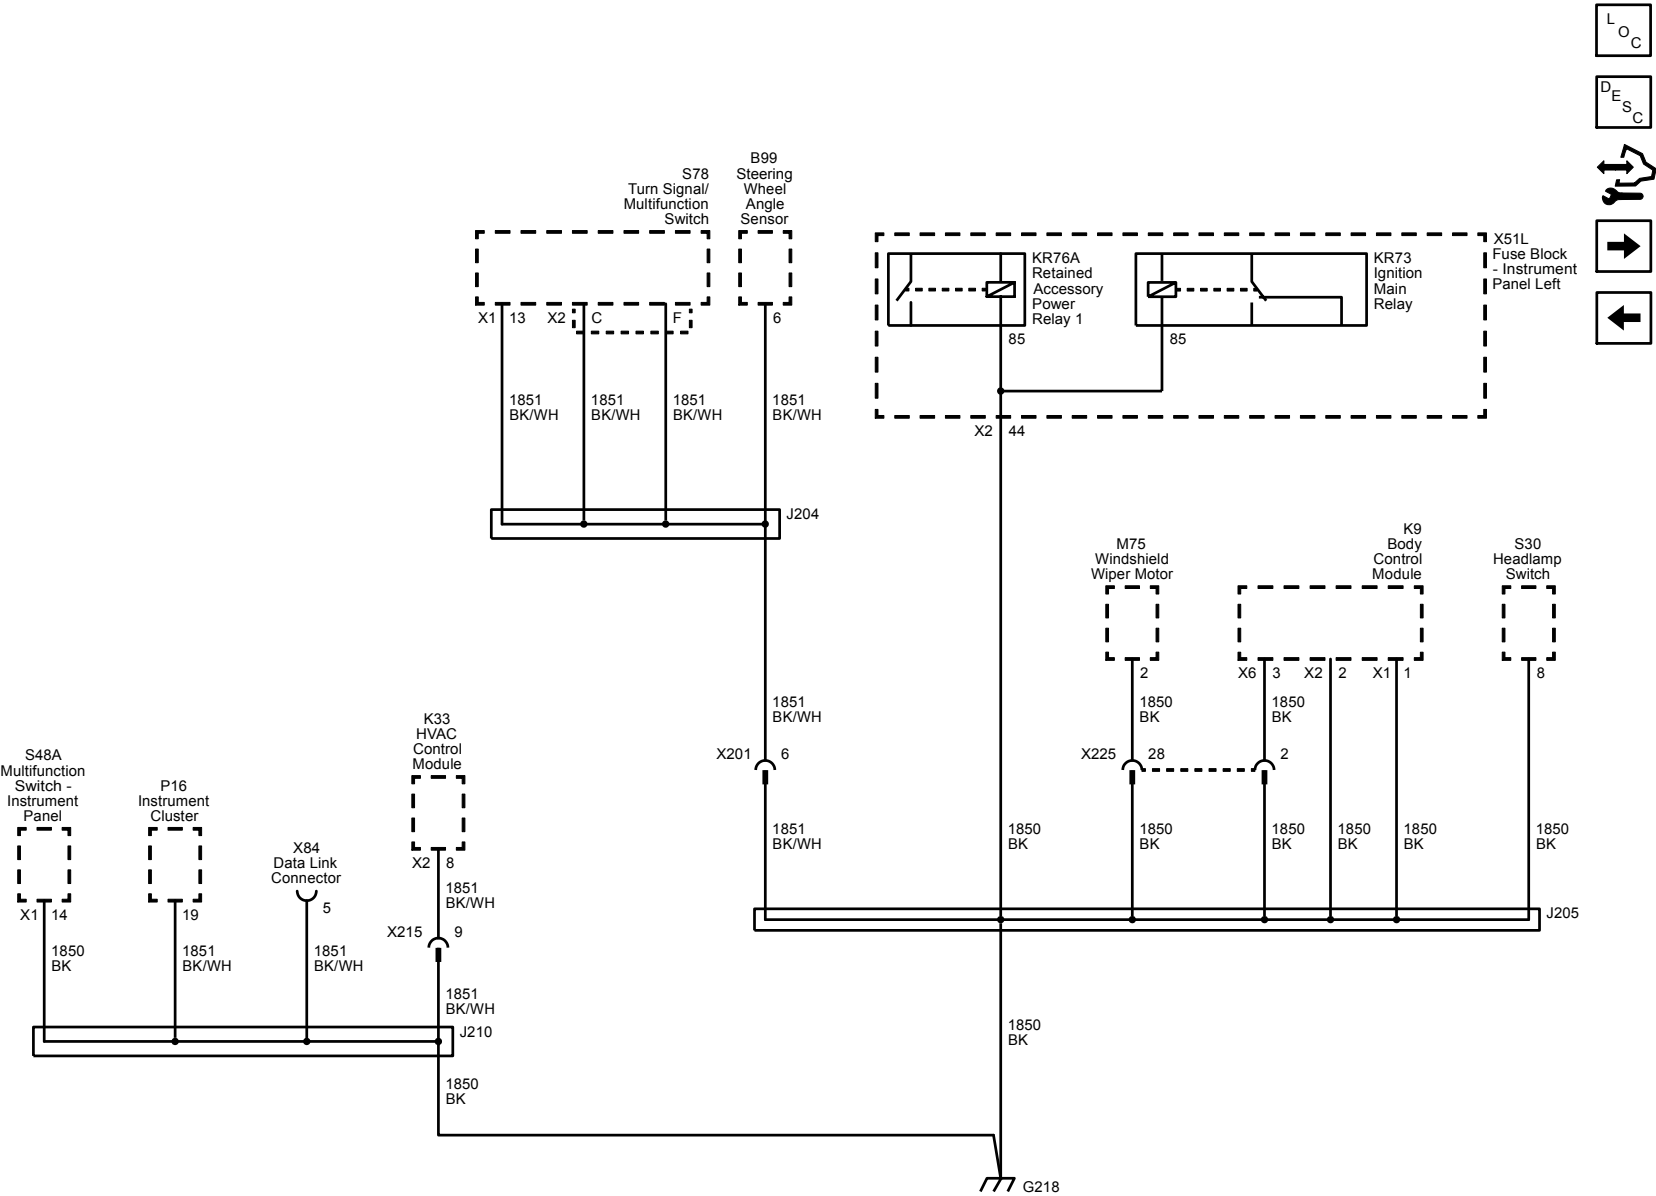 L
O
C
D
E
S
C
B99
Steering
Wheel
Angle
Sensor
S78
Turn Signal/
Multifunction
Switch
X51L
Fuse Block
- Instrument
Panel Left
KR76A
Retained
Accessory
Power
Relay 1
KR73
Ignition
Main
Relay
X1 13 X2 C F 6
85 85
1851
BK/WH
1851
BK/WH
1851
BK/WH
1851
BK/WH
X2 44
J204
M75
Windshield
Wiper Motor
K9
Body
Control
Module
S30
Headlamp
Switch
2 X6 3 X2 2 X1 1 8
1851
BK/WH
1850
BK
1850
BK
X201 6
X225 28 2
1851
BK/WH
1850
BK
1850
BK
1850
BK
1850
BK
1850
BK
1850
BK
J205
S48A
Multifunction
Switch -
Instrument
Panel
P16
Instrument
Cluster
X84
Data Link
Connector
K33
HVAC
Control
Module
X2 8
1851
BK/WH
X1 14 19 5
X215 9
1850
BK
1851
BK/WH
1851
BK/WH
1851
BK/WH
J210
1850
BK
1850
BK
G218